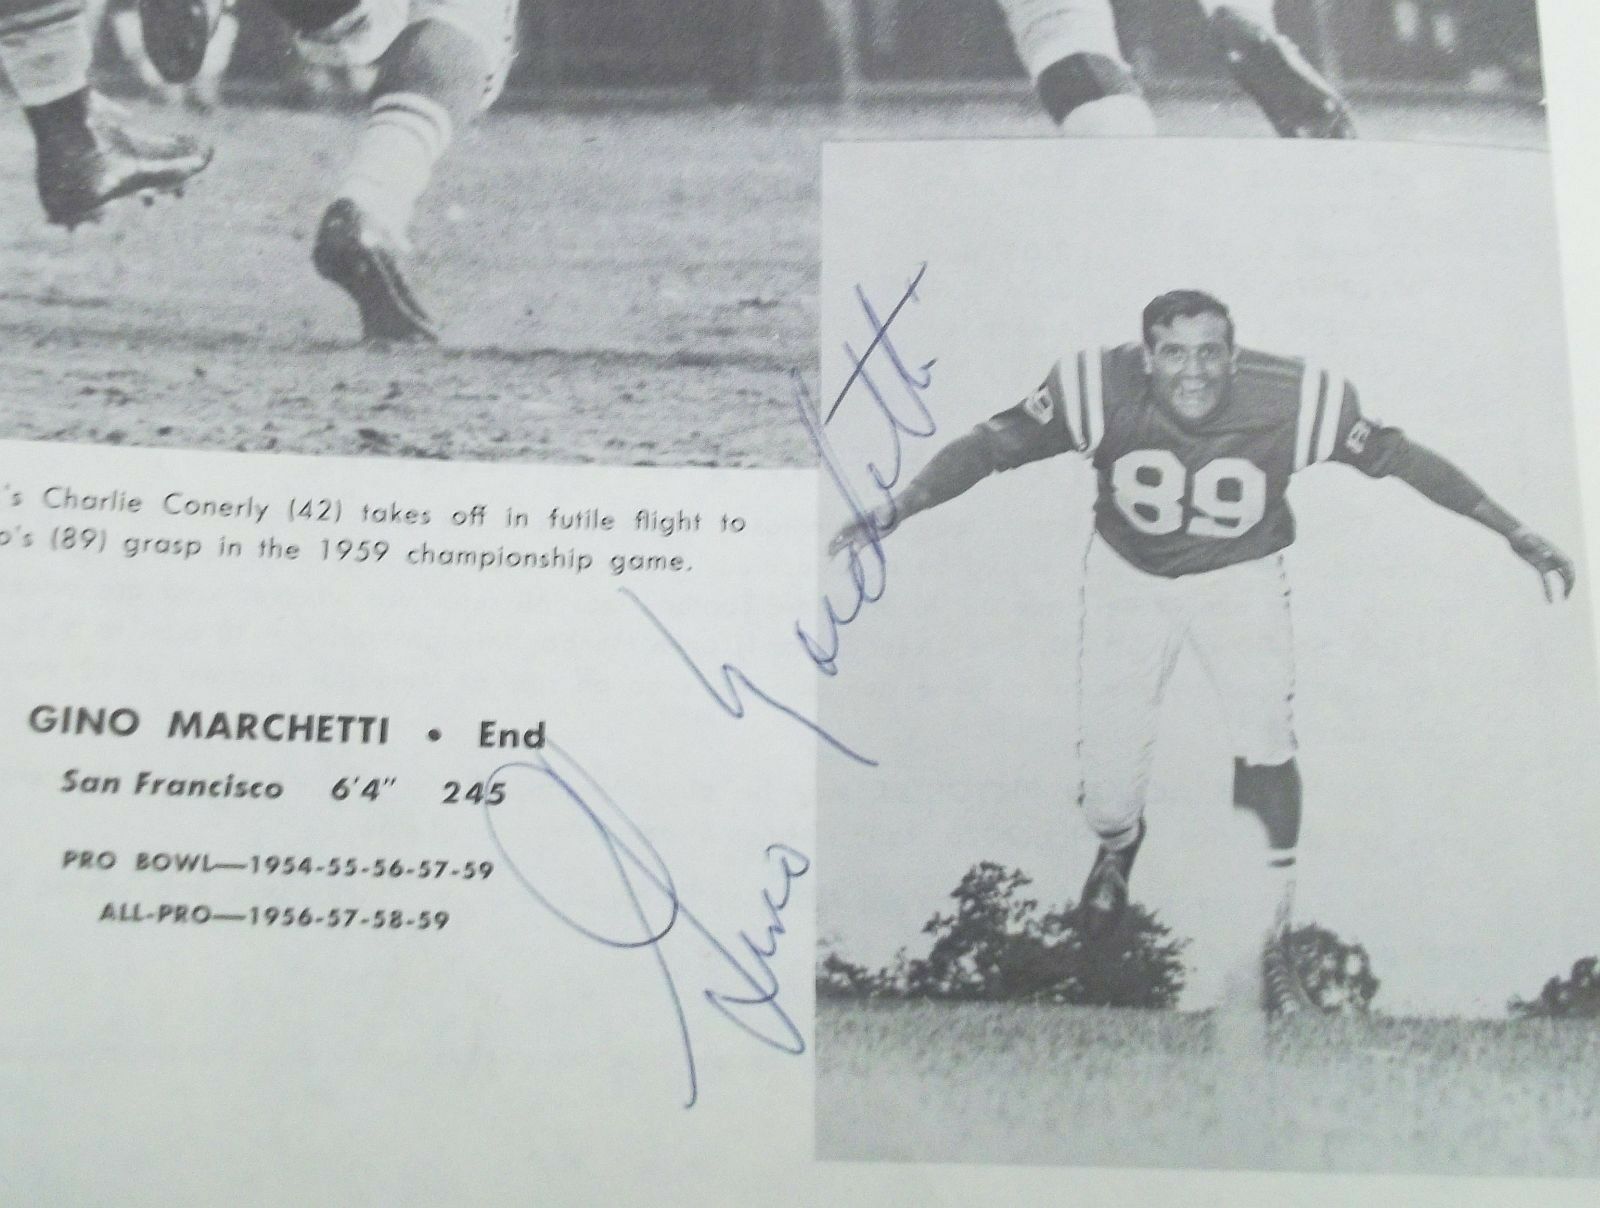 's Charlie Conerly (42) takes off in futile flight to
o's (89) grasp in the 1959 championship game.
GINO MARCHETTI • End
San Francisco 6'4" 245
PRO BOWL—1954-55-56-57-59
ALL-PRO—1956-57-58-59
Gino Marchetti
89